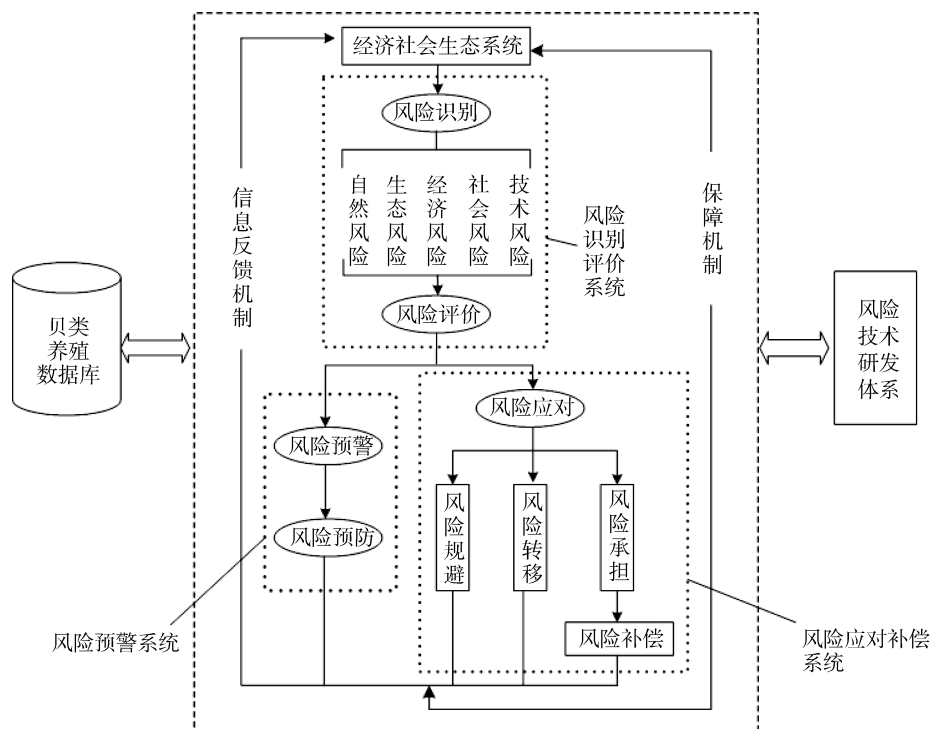 经济社会生态系统
风险识别
自然风险
生态风险
经济风险
社会风险
技术风险
风险
识别
评价
系统
风险评价
信息反馈机制
保障机制
贝类
养殖
数据库
风险
技术
研发
体系
风险预警
风险预防
风险应对
风险规避
风险转移
风险承担
风险补偿
风险预警系统
风险应对补偿
系统